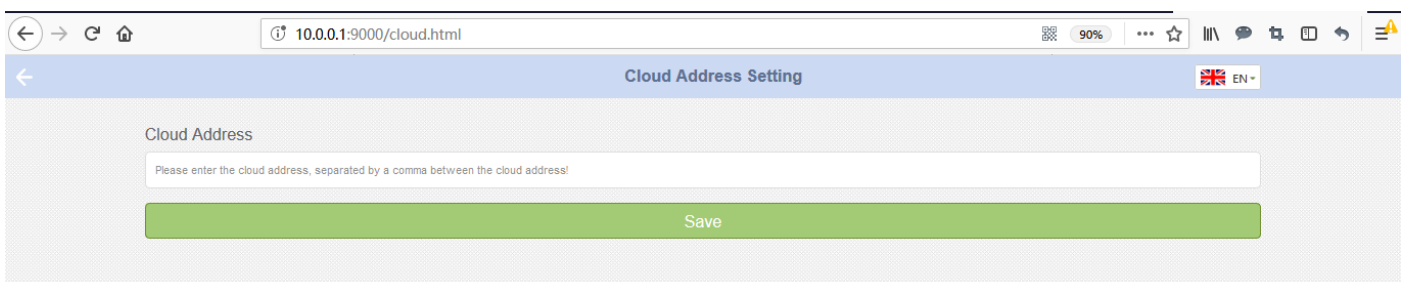 10.0.0.1:9000/cloud.html
90%
Cloud Address Setting
EN
Cloud Address
Please enter the cloud address, separated by a comma between the cloud address!
Save